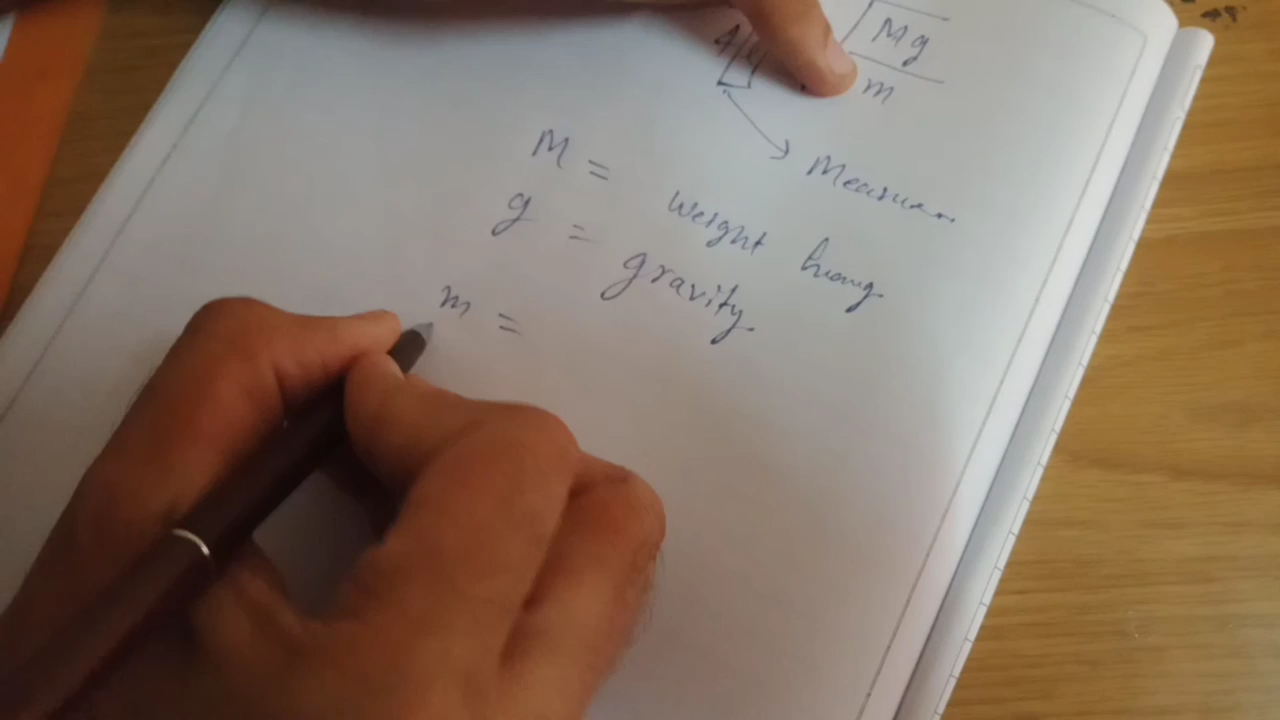 Mg
m
Measure
M = weight hung
g = gravity
m =